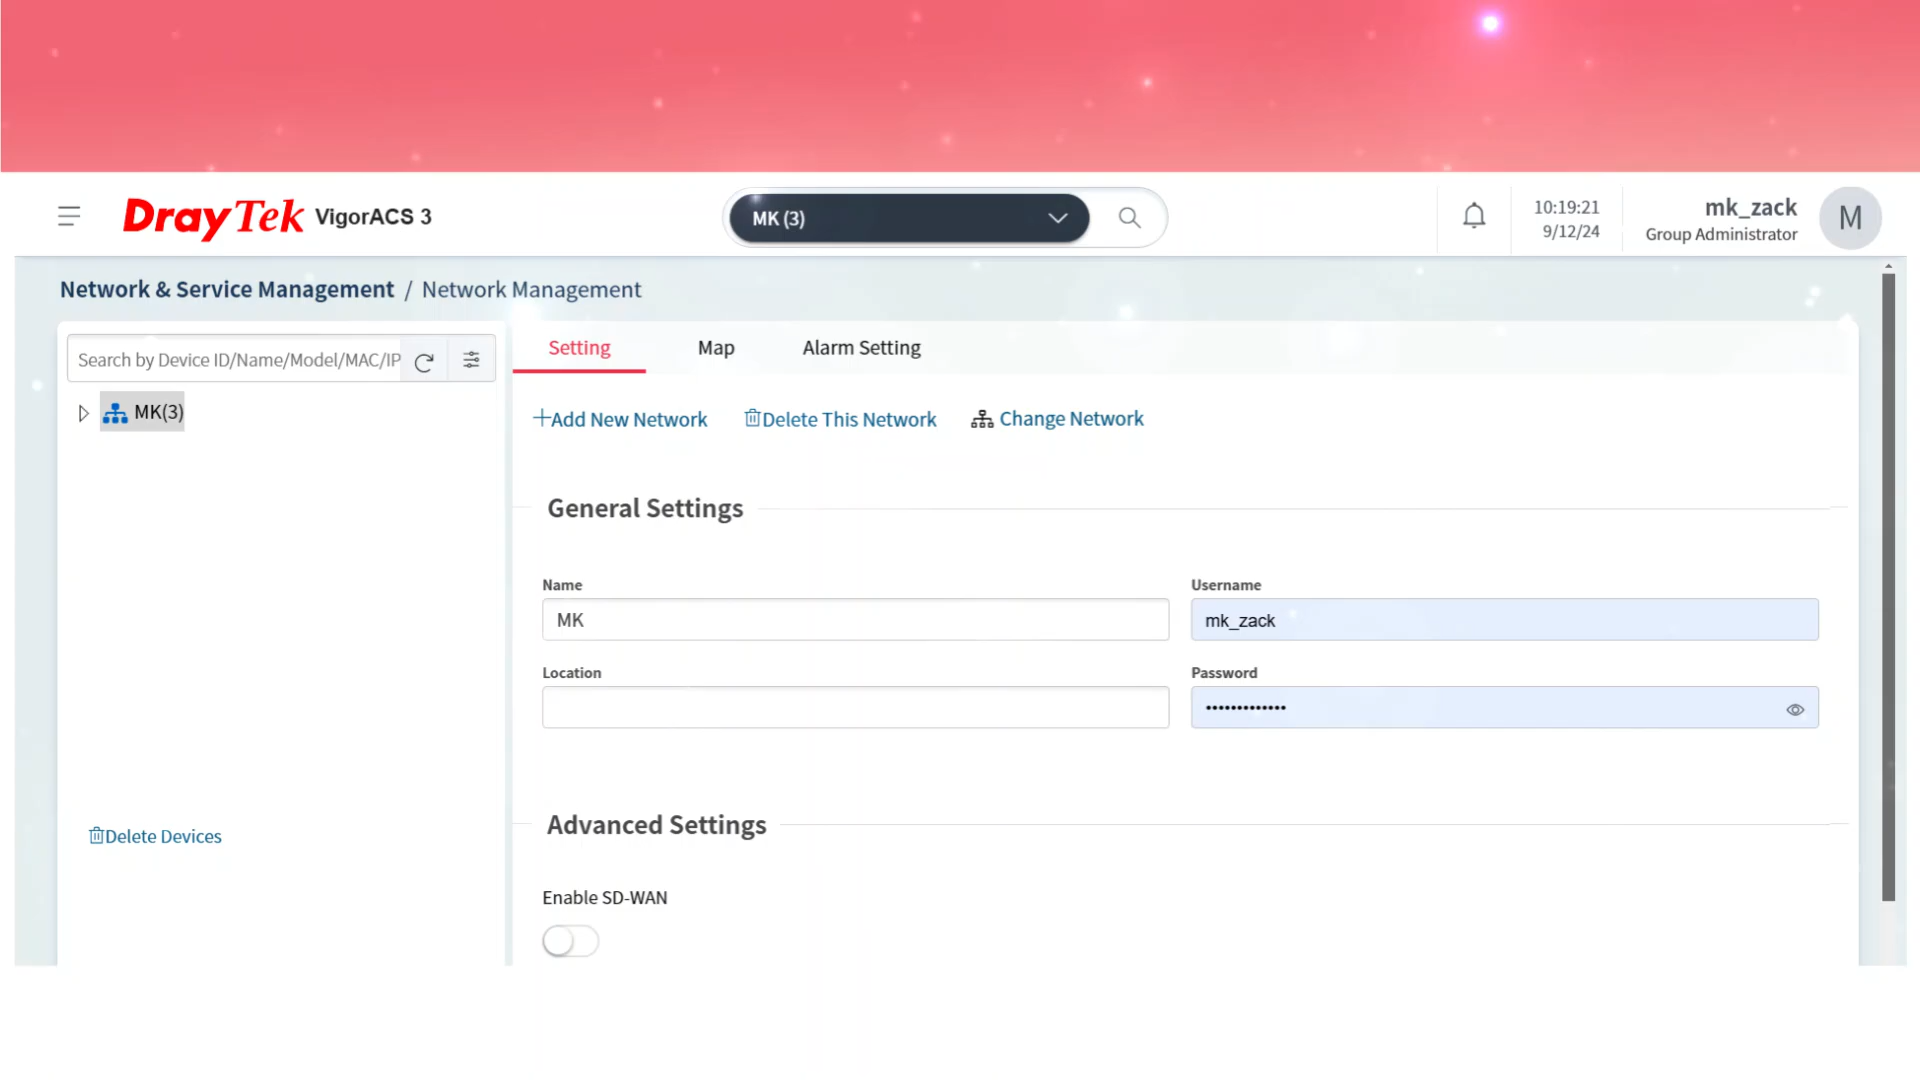 DrayTek VigorACS 3
MK (3)
10:19:21
9/12/24
mk_zack
Group Administrator
M
Network & Service Management / Network Management
Search by Device ID/Name/Model/MAC/IP
MK(3)
Delete Devices
Setting
Map
Alarm Setting
Add New Network
Delete This Network
Change Network
General Settings
Name
MK
Username
mk_zack
Location
Password
•••••••••••••
Advanced Settings
Enable SD-WAN